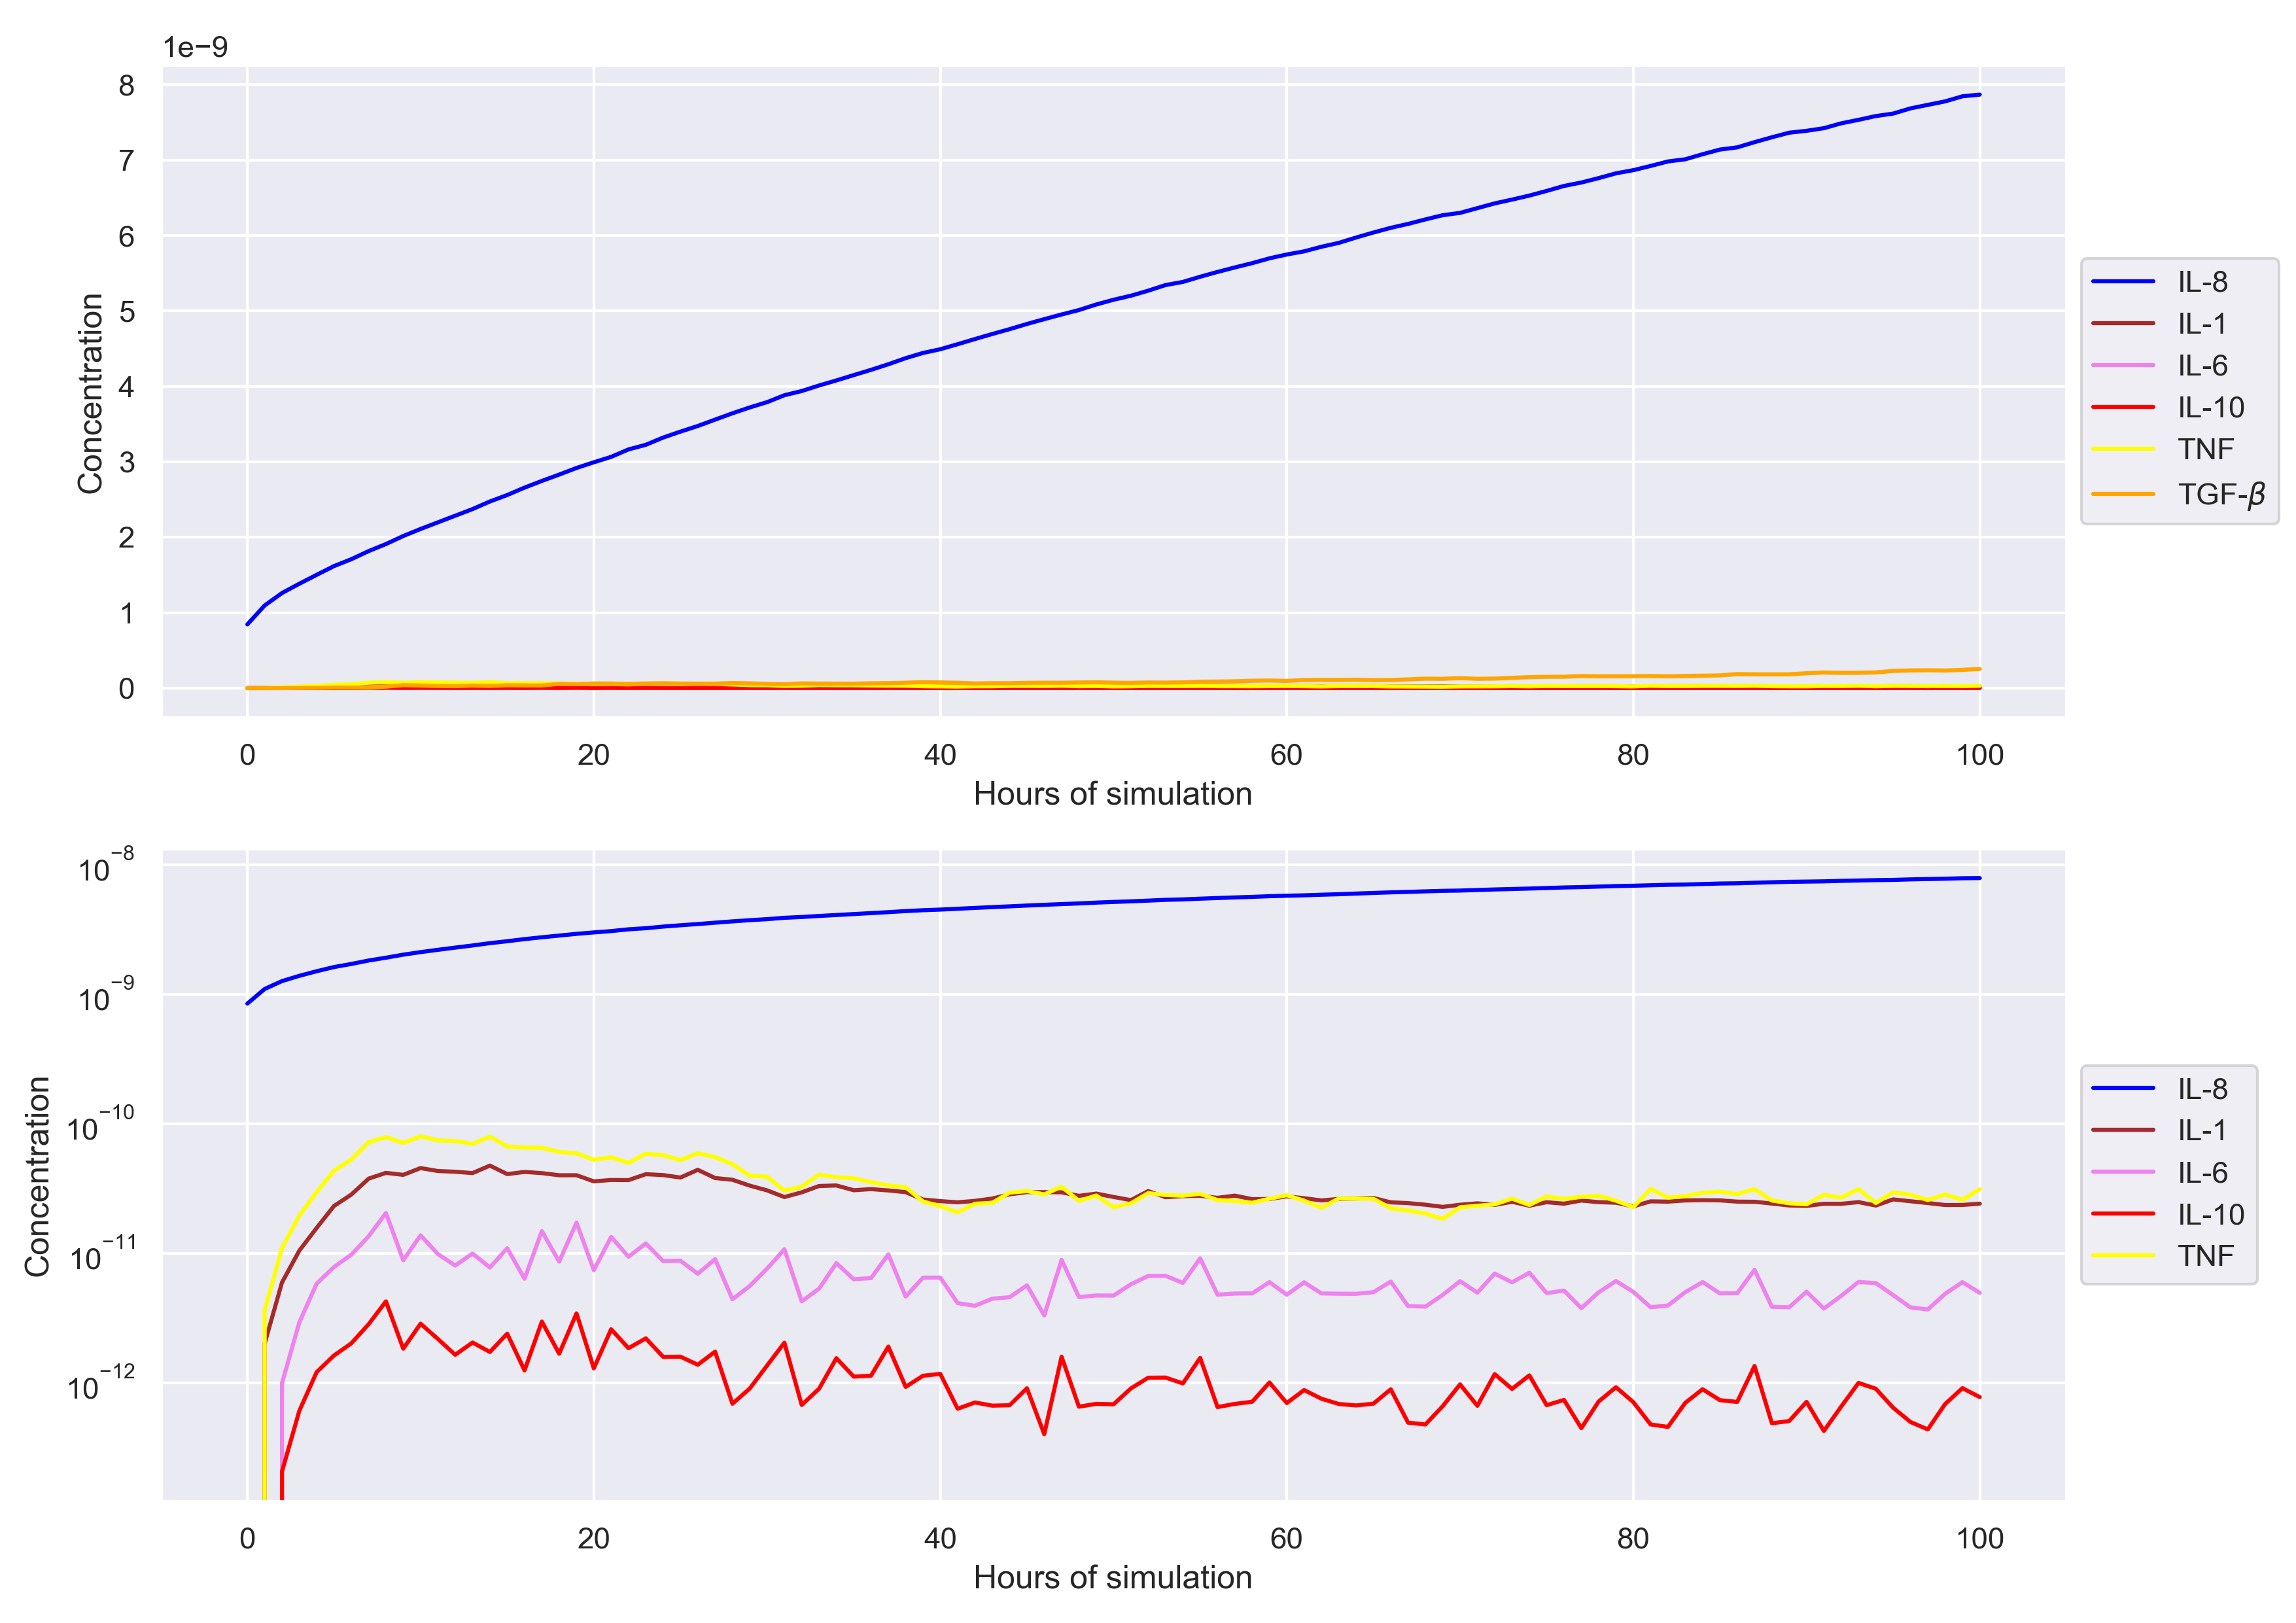 1e−9
8
7
6
5
4
3
2
1
0
Concentration
0 20 40 60 80 100
Hours of simulation
IL-8
IL-1
IL-6
IL-10
TNF
TGF-β
10⁻⁸
10⁻⁹
10⁻¹⁰
10⁻¹¹
10⁻¹²
Concentration
0 20 40 60 80 100
Hours of simulation
IL-8
IL-1
IL-6
IL-10
TNF